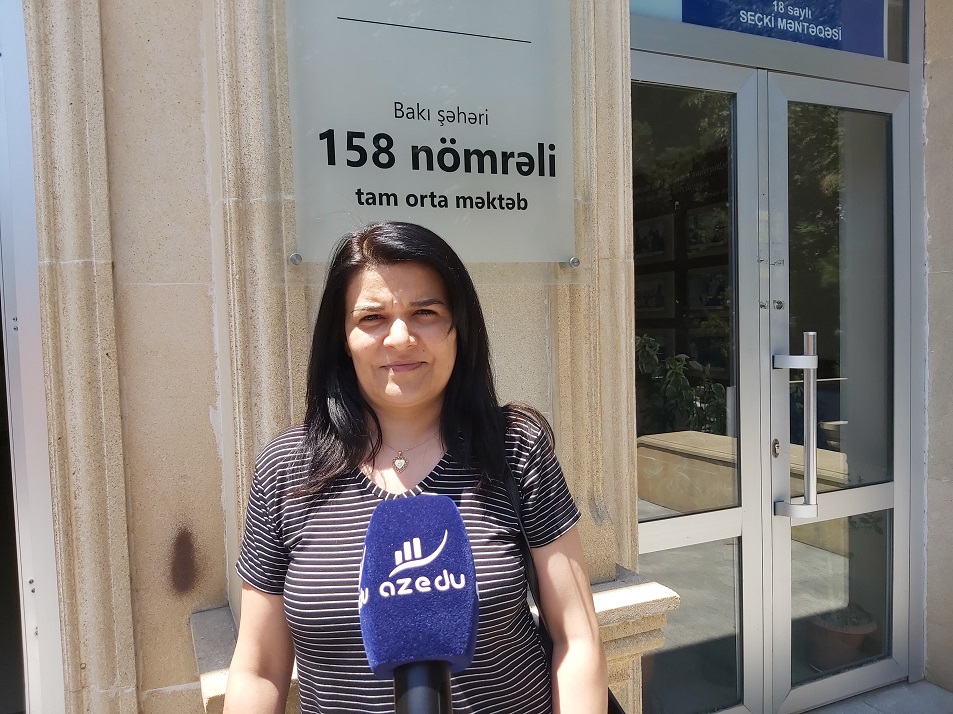 18 saylı
SEÇKİ MƏNTƏQƏSİ
Bakı şəhəri
158 nömrəli
tam orta məktəb
azedu